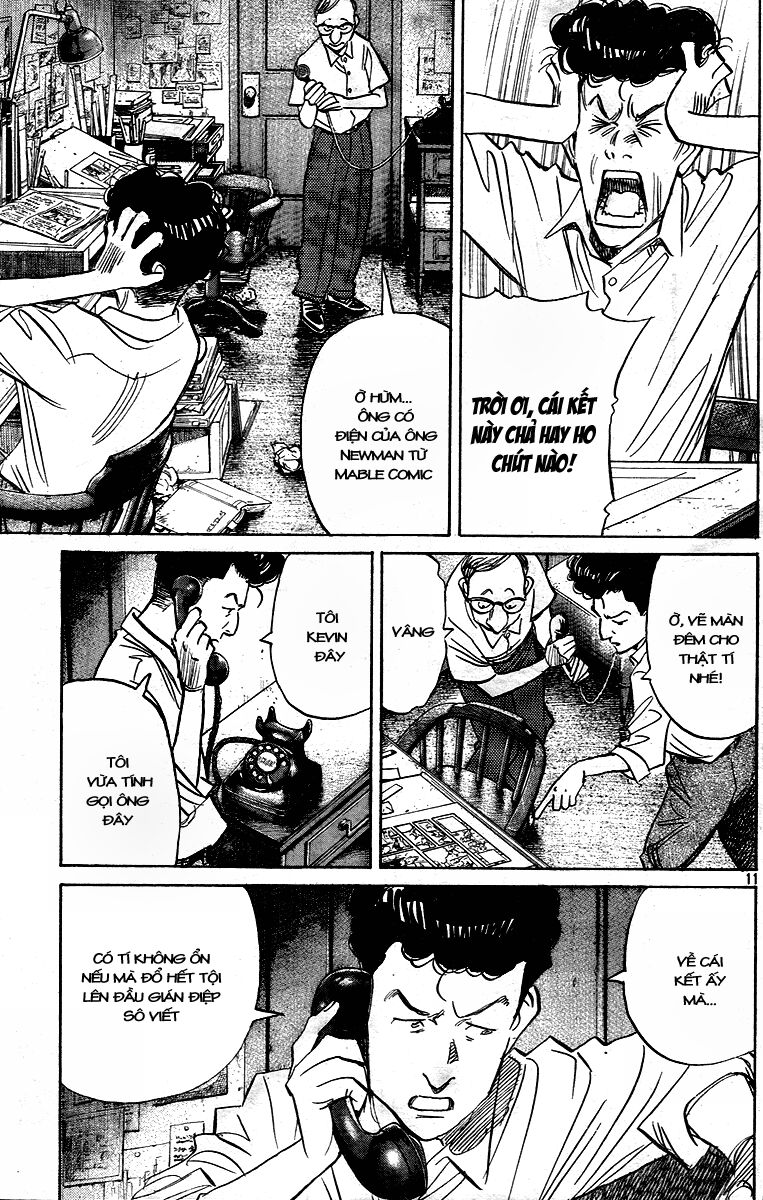 TRỜI ƠI, CÁI KẾT
NÀY CHẢ HAY HO
CHÚT NÀO!
Ờ HỪM...
ÔNG CÓ
ĐIỆN CỦA ÔNG
NEWMAN TỪ
MABLE COMIC
Ờ, VẼ MÀN
ĐÊM CHO
THẬT TÍ
NHÉ!
VÂNG
TÔI
KEVIN
ĐÂY
TÔI
VỪA TÍNH
GỌI ÔNG
ĐÂY
11
VỀ CÁI
KẾT ẤY
MÀ...
CÓ TÍ KHÔNG ỔN
NẾU MÀ ĐỔ HẾT TỘI
LÊN ĐẦU GIÁN ĐIỆP
SÔ VIẾT